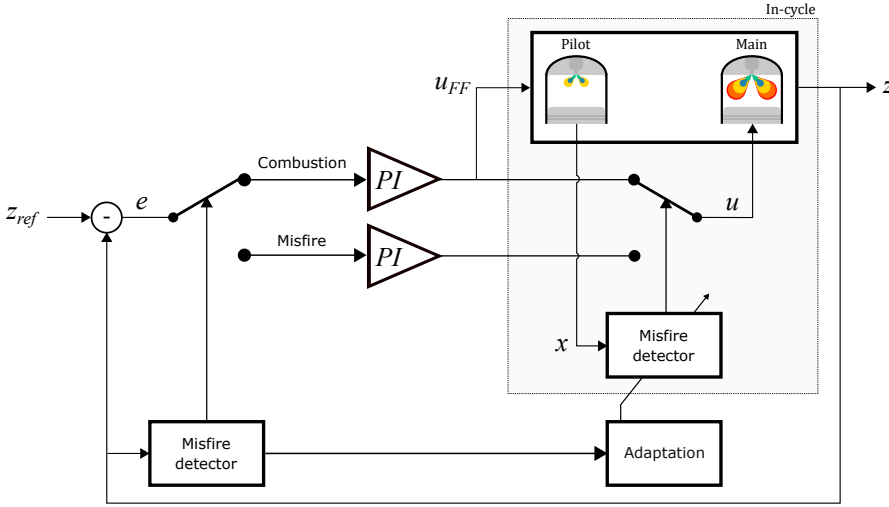 In-cycle
Pilot
Main
u_FF
z
Combustion
PI
z_ref
-
e
u
Misfire
PI
x
Misfire
detector
Misfire
detector
Adaptation